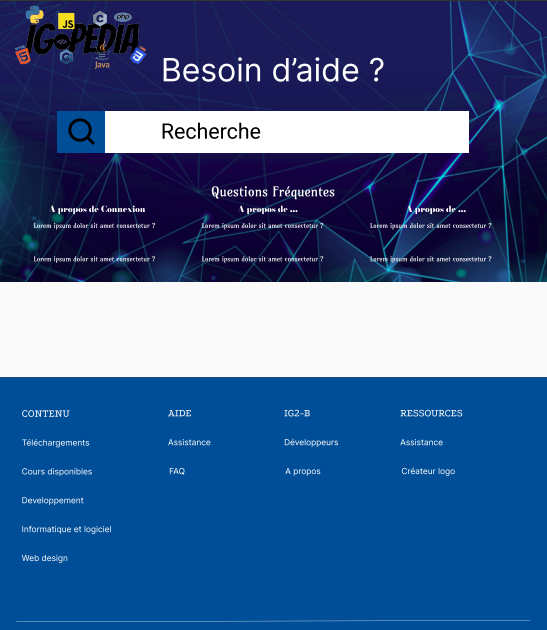 php
C
JS
IGoPEDIA
HTML
Java
Besoin d'aide ?
Recherche
Questions Fréquentes
A propos de Connexion A propos de ... A propos de ...
Lorem ipsum dolor sit amet consectetur ? Lorem ipsum dolor sit amet consectetur ? Lorem ipsum dolor sit amet consectetur ?
Lorem ipsum dolor sit amet consectetur ? Lorem ipsum dolor sit amet consectetur ? Lorem ipsum dolor sit amet consectetur ?
CONTENU AIDE IG2-B RESSOURCES
Téléchargements Assistance Développeurs Assistance
Cours disponibles FAQ A propos Créateur logo
Developpement
Informatique et logiciel
Web design